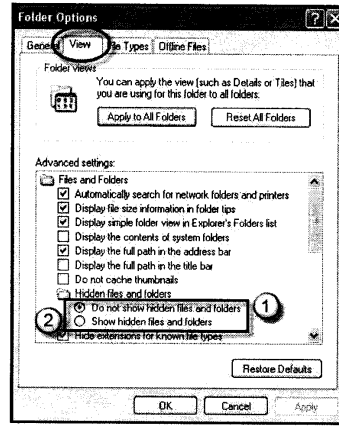 Folder Options
General View File Types Offline Files
Folder views
You can apply the view (such as Details or Tiles) that
you are using for this folder to all folders.
Apply to All Folders Reset All Folders
Advanced settings:
Files and Folders
Automatically search for network folders and printers
Display file size information in folder tips
Display simple folder view in Explorer's Folders list
Display the contents of system folders
Display the full path in the address bar
Display the full path in the title bar
Do not cache thumbnails
Hidden files and folders
Do not show hidden files and folders 1
2 Show hidden files and folders
Hide extensions for known file types
Restore Defaults
OK Cancel Apply